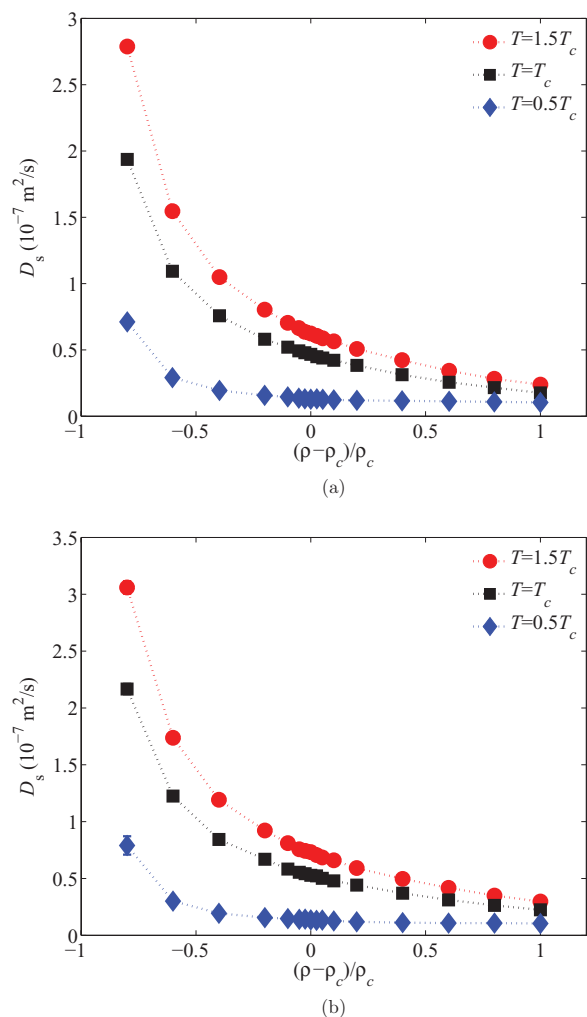 3
2.5
2
1.5
1
0.5
0
−1
−0.5
0
0.5
1
D_s (10^−7 m^2/s)
(ρ−ρ_c)/ρ_c
T=1.5T_c
T=T_c
T=0.5T_c
(a)
3.5
3
2.5
2
1.5
1
0.5
0
−1
−0.5
0
0.5
1
D_s (10^−7 m^2/s)
(ρ−ρ_c)/ρ_c
T=1.5T_c
T=T_c
T=0.5T_c
(b)